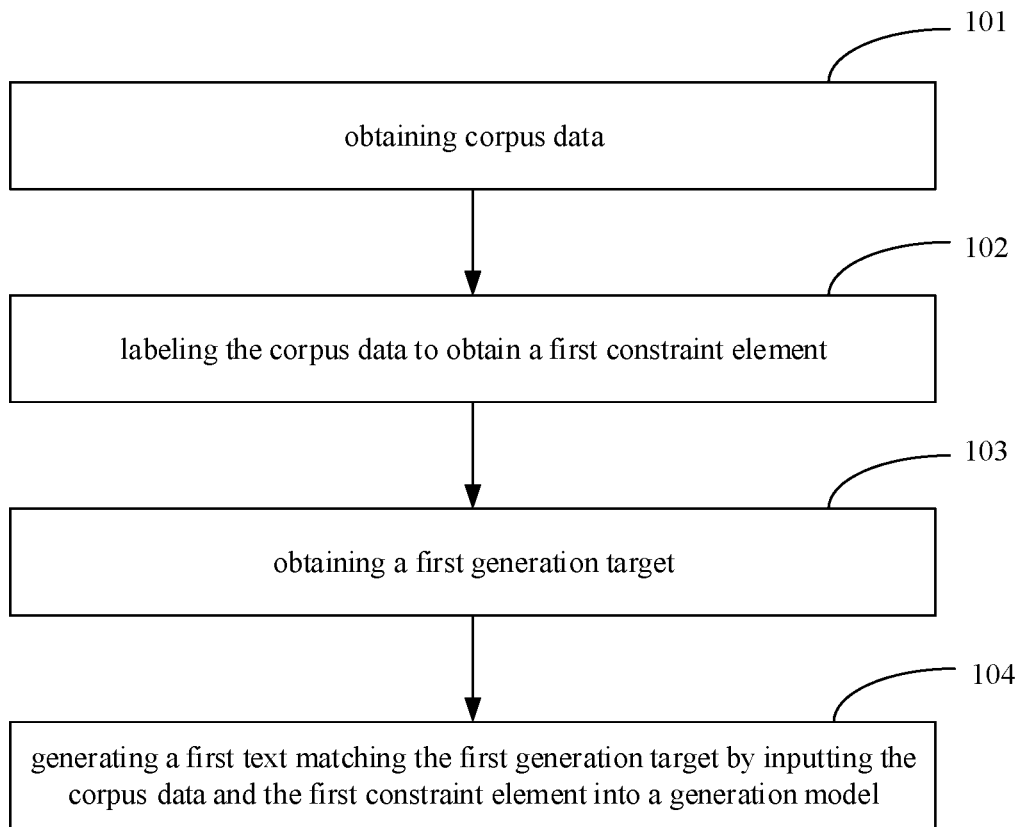 101
obtaining corpus data
102
labeling the corpus data to obtain a first constraint element
103
obtaining a first generation target
104
generating a first text matching the first generation target by inputting the
corpus data and the first constraint element into a generation model